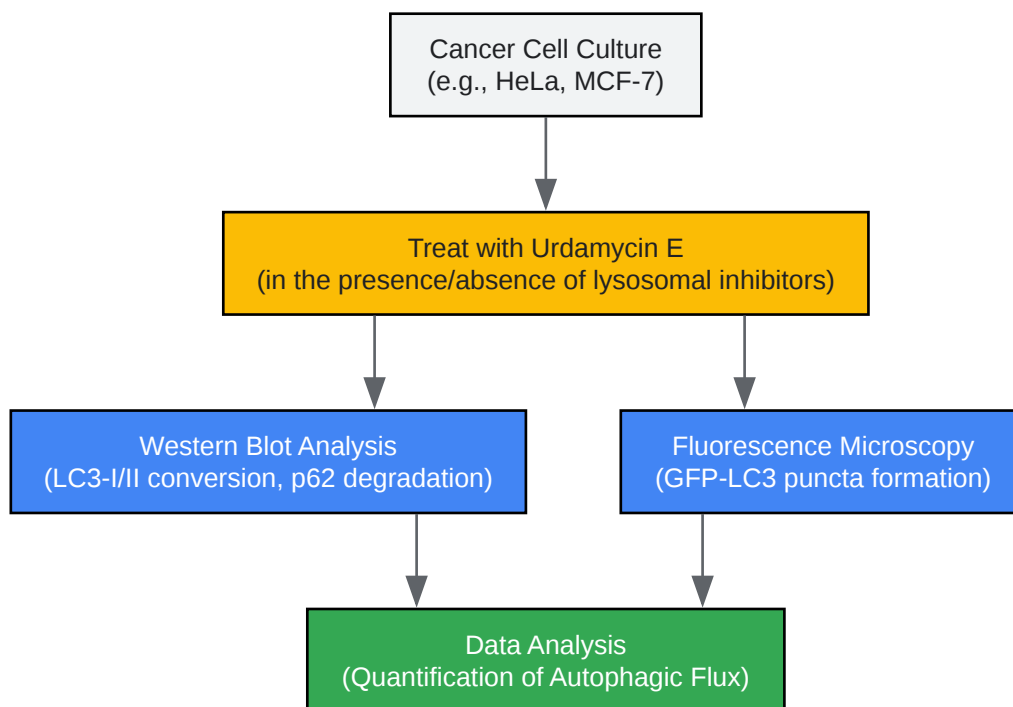 Cancer Cell Culture
(e.g., HeLa, MCF-7)
Treat with Urdamycin E
(in the presence/absence of lysosomal inhibitors)
Western Blot Analysis
(LC3-I/II conversion, p62 degradation)
Fluorescence Microscopy
(GFP-LC3 puncta formation)
Data Analysis
(Quantification of Autophagic Flux)